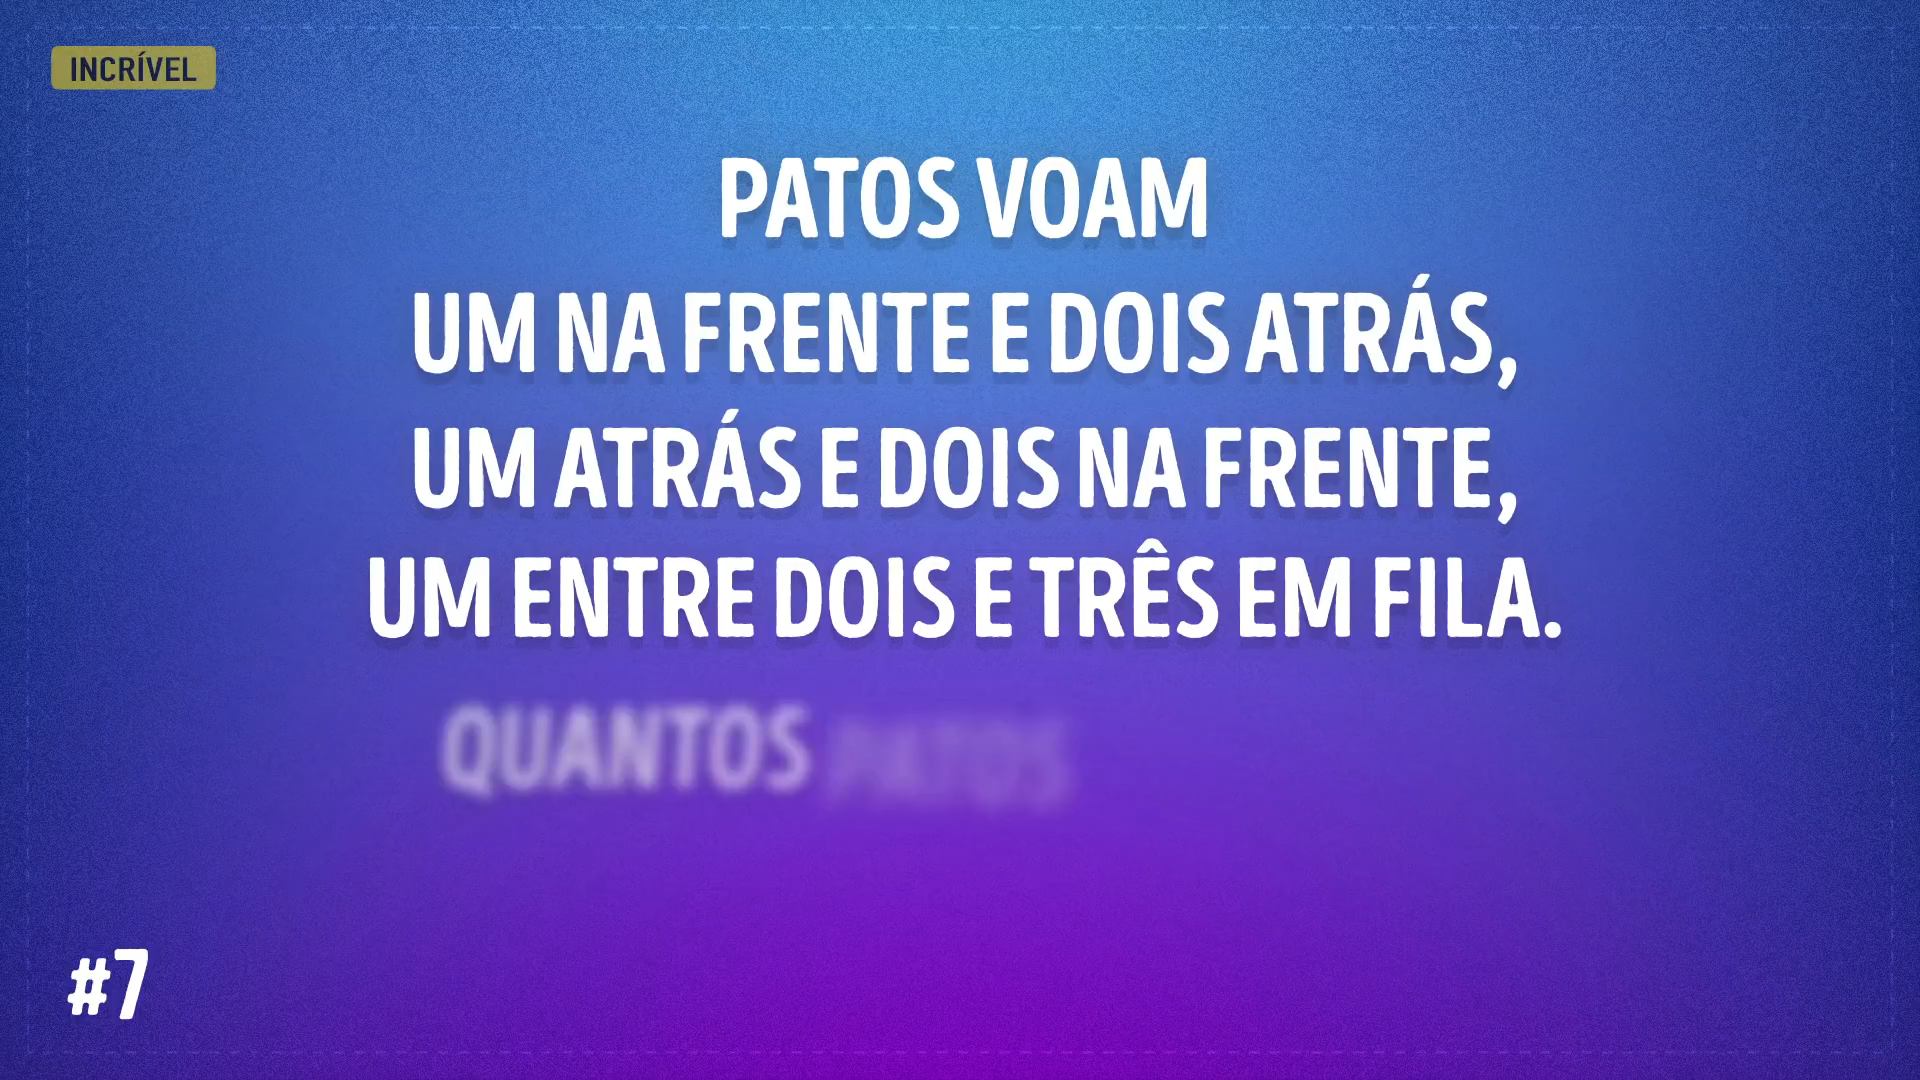 INCRÍVEL
PATOS VOAM
UM NA FRENTE E DOIS ATRÁS,
UM ATRÁS E DOIS NA FRENTE,
UM ENTRE DOIS E TRÊS EM FILA.
QUANTOS PATOS
#7